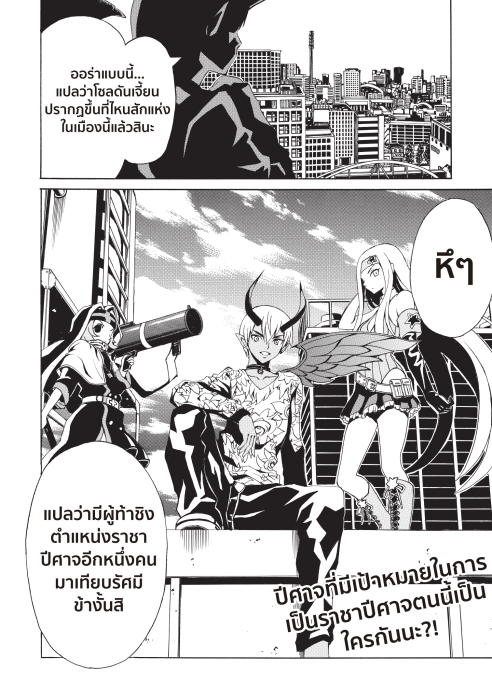 ออร่าแบบนี้...
แปลว่าโซลดันเจี้ยน
ปรากฏขึ้นที่ไหนสักแห่ง
ในเมืองนี้แล้วสินะ
หึๆ
แปลว่ามีผู้ท้าชิง
ตำแหน่งราชา
ปีศาจอีกหนึ่งคน
มาเทียบรัศมี
ข้างั้นสิ
ปีศาจที่มีเป้าหมายในการ
เป็นราชาปีศาจตนนี้เป็น
ใครกันนะ?!